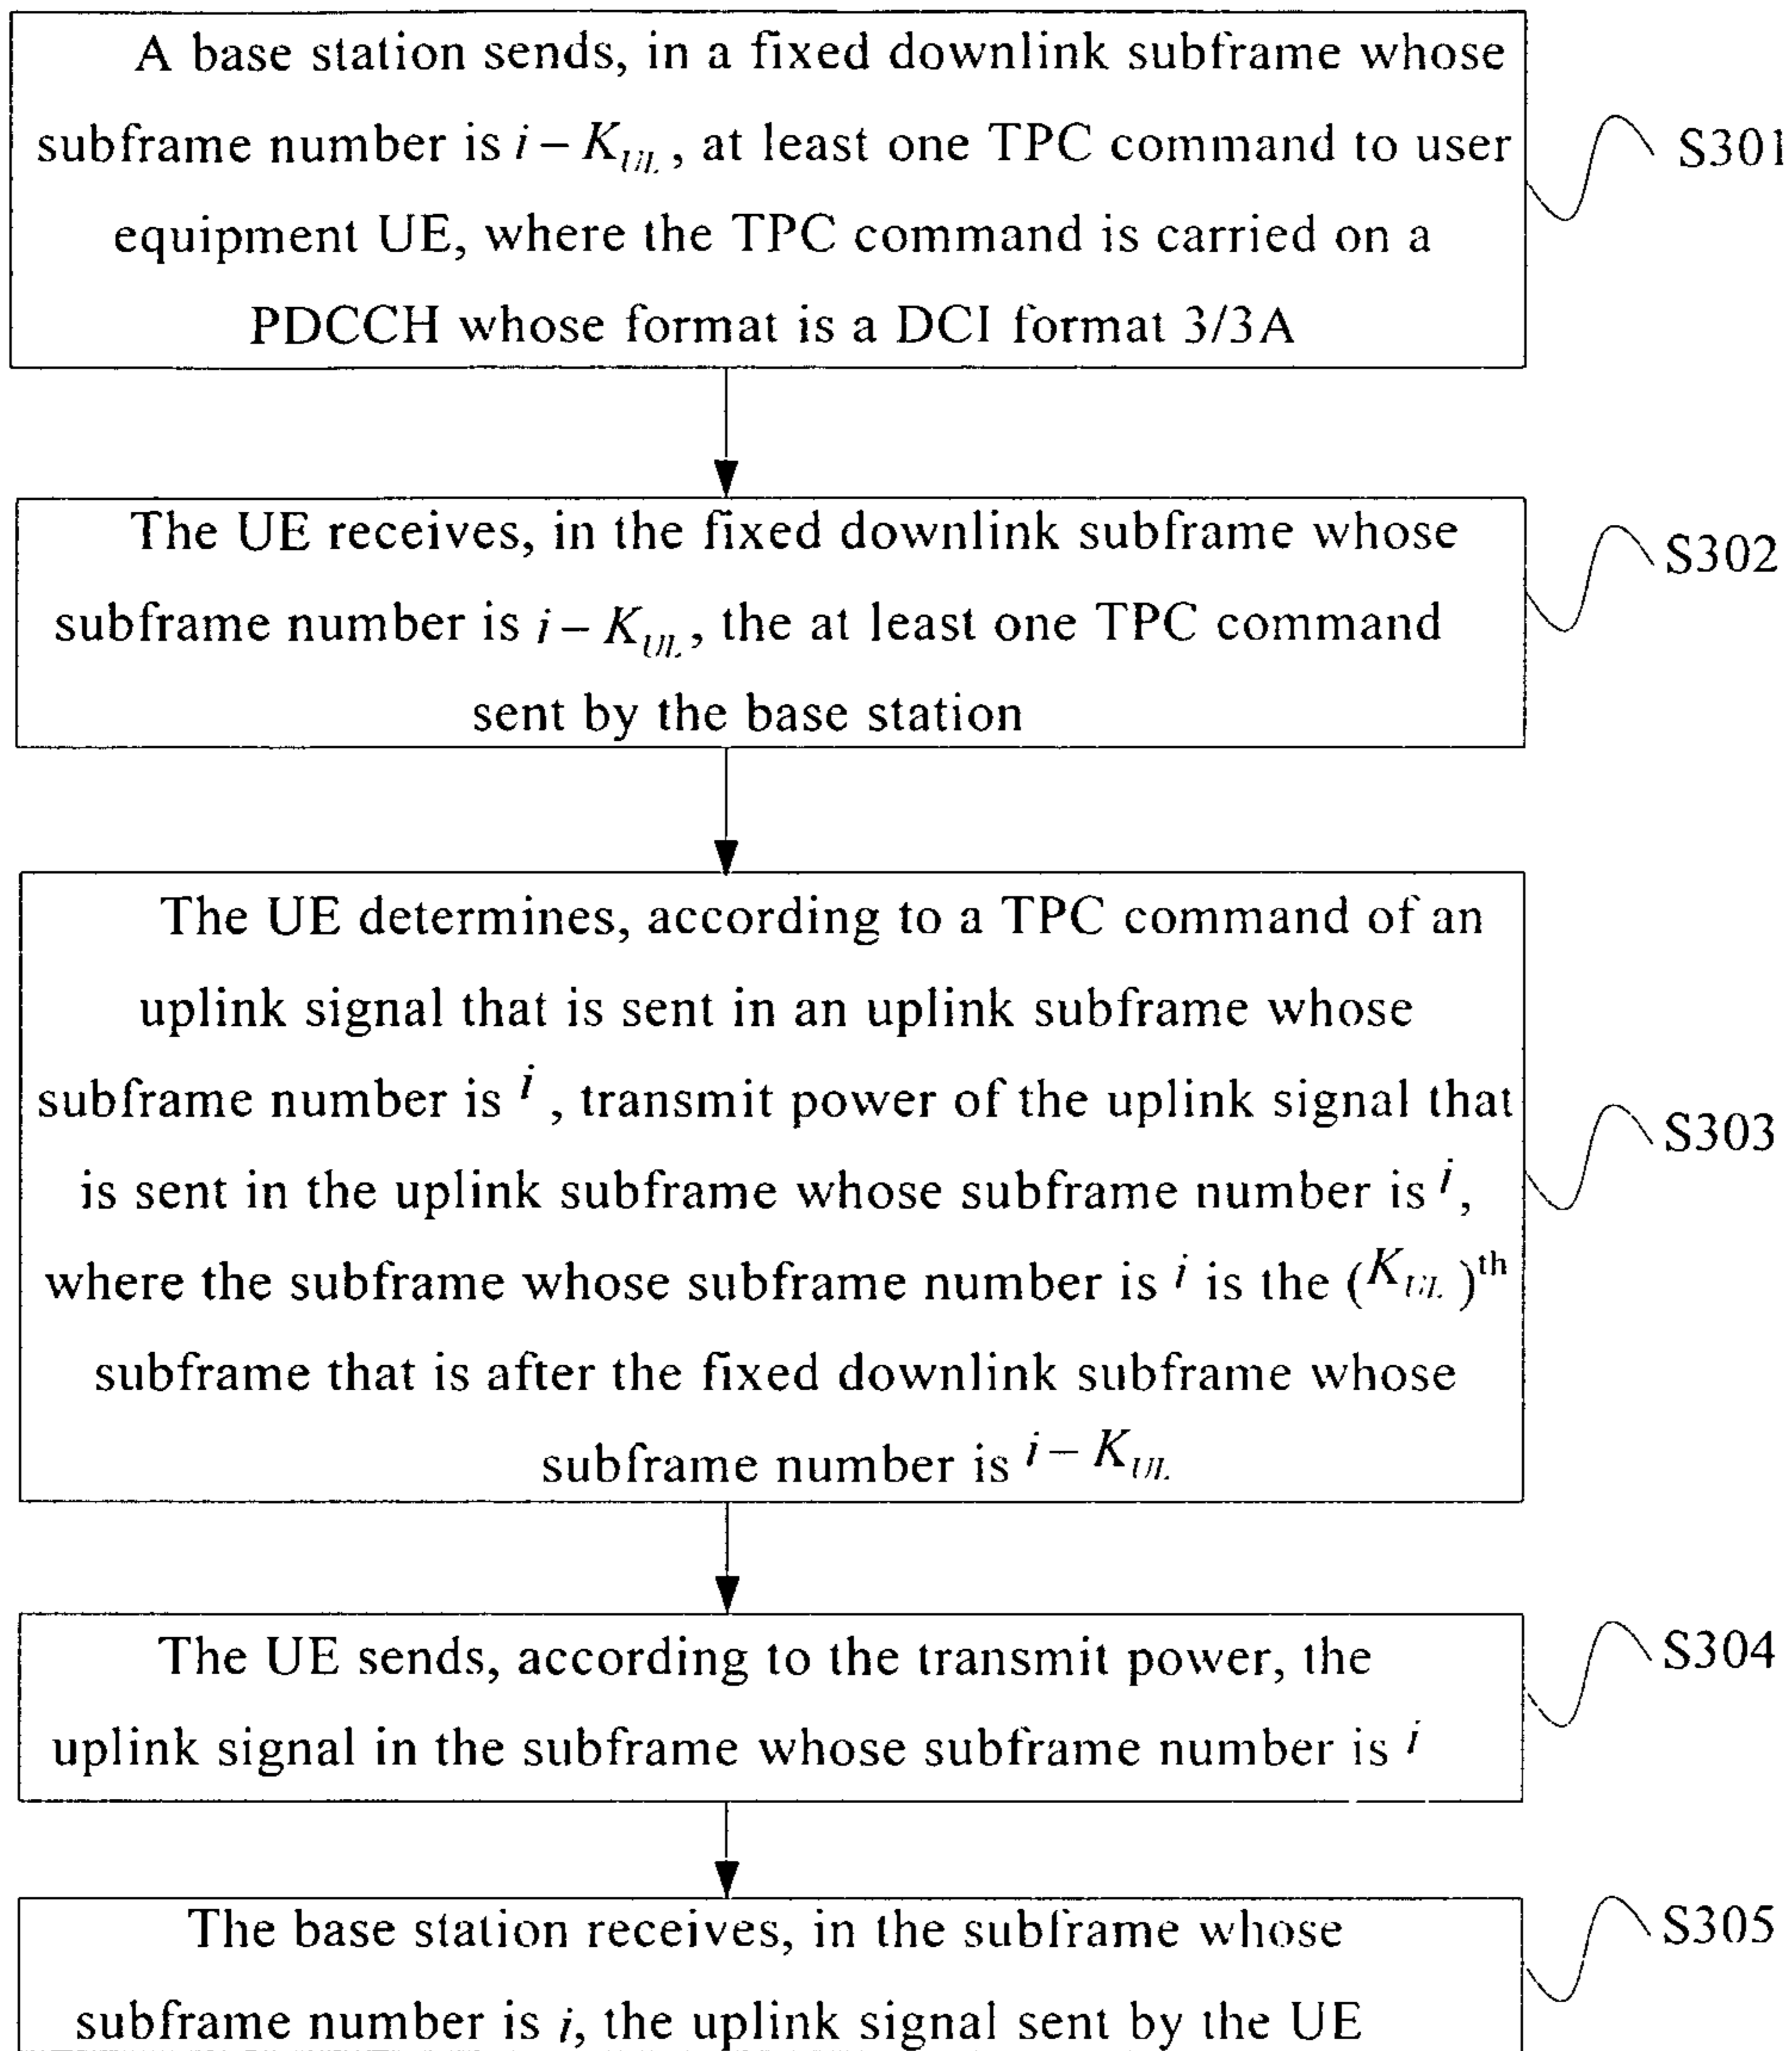 A base station sends, in a fixed downlink subframe whose
subframe number is i – K_UL, at least one TPC command to user
equipment UE, where the TPC command is carried on a
PDCCH whose format is a DCI format 3/3A
S301
The UE receives, in the fixed downlink subframe whose
subframe number is i – K_UL, the at least one TPC command
sent by the base station
S302
The UE determines, according to a TPC command of an
uplink signal that is sent in an uplink subframe whose
subframe number is i , transmit power of the uplink signal that
is sent in the uplink subframe whose subframe number is i,
where the subframe whose subframe number is i is the (K_UL)th
subframe that is after the fixed downlink subframe whose
subframe number is i – K_UL
S303
The UE sends, according to the transmit power, the
uplink signal in the subframe whose subframe number is i
S304
The base station receives, in the subframe whose
subframe number is i, the uplink signal sent by the UE
S305